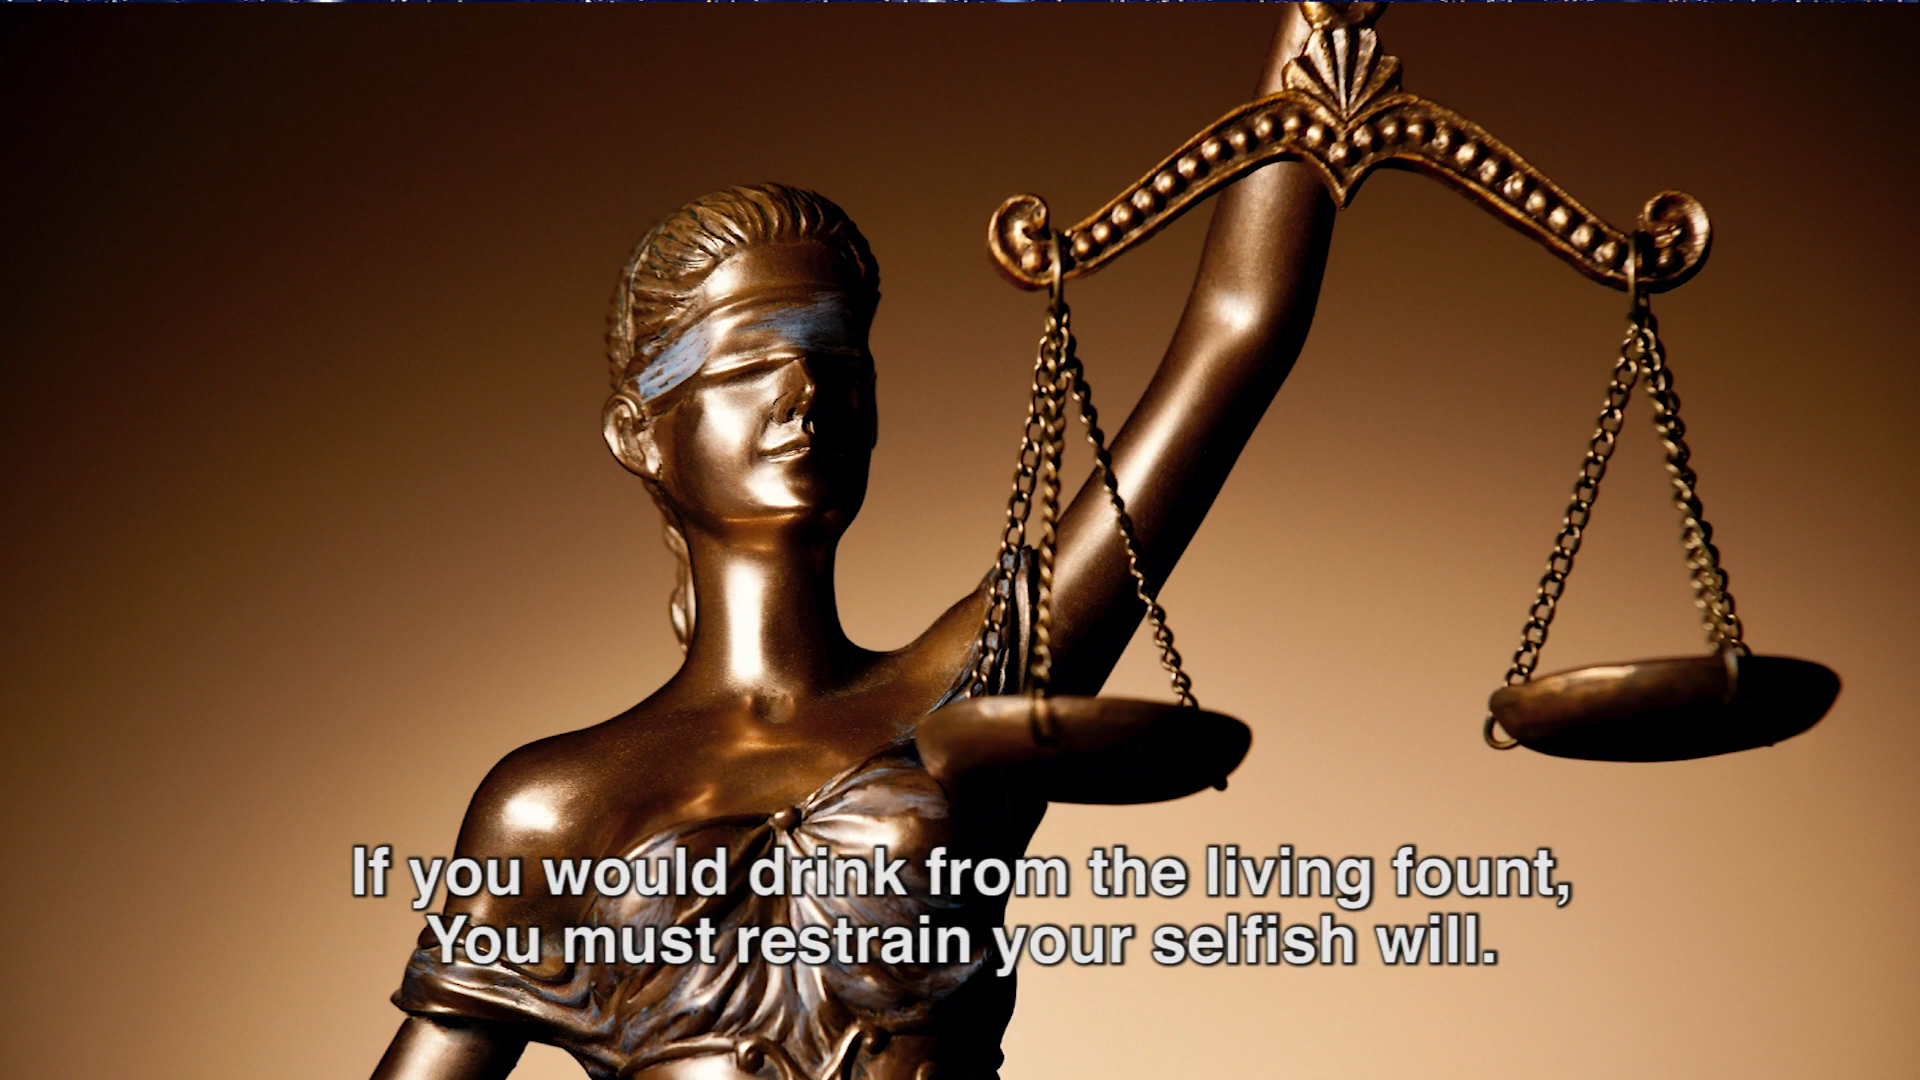 If you would drink from the living fount,
You must restrain your selfish will.